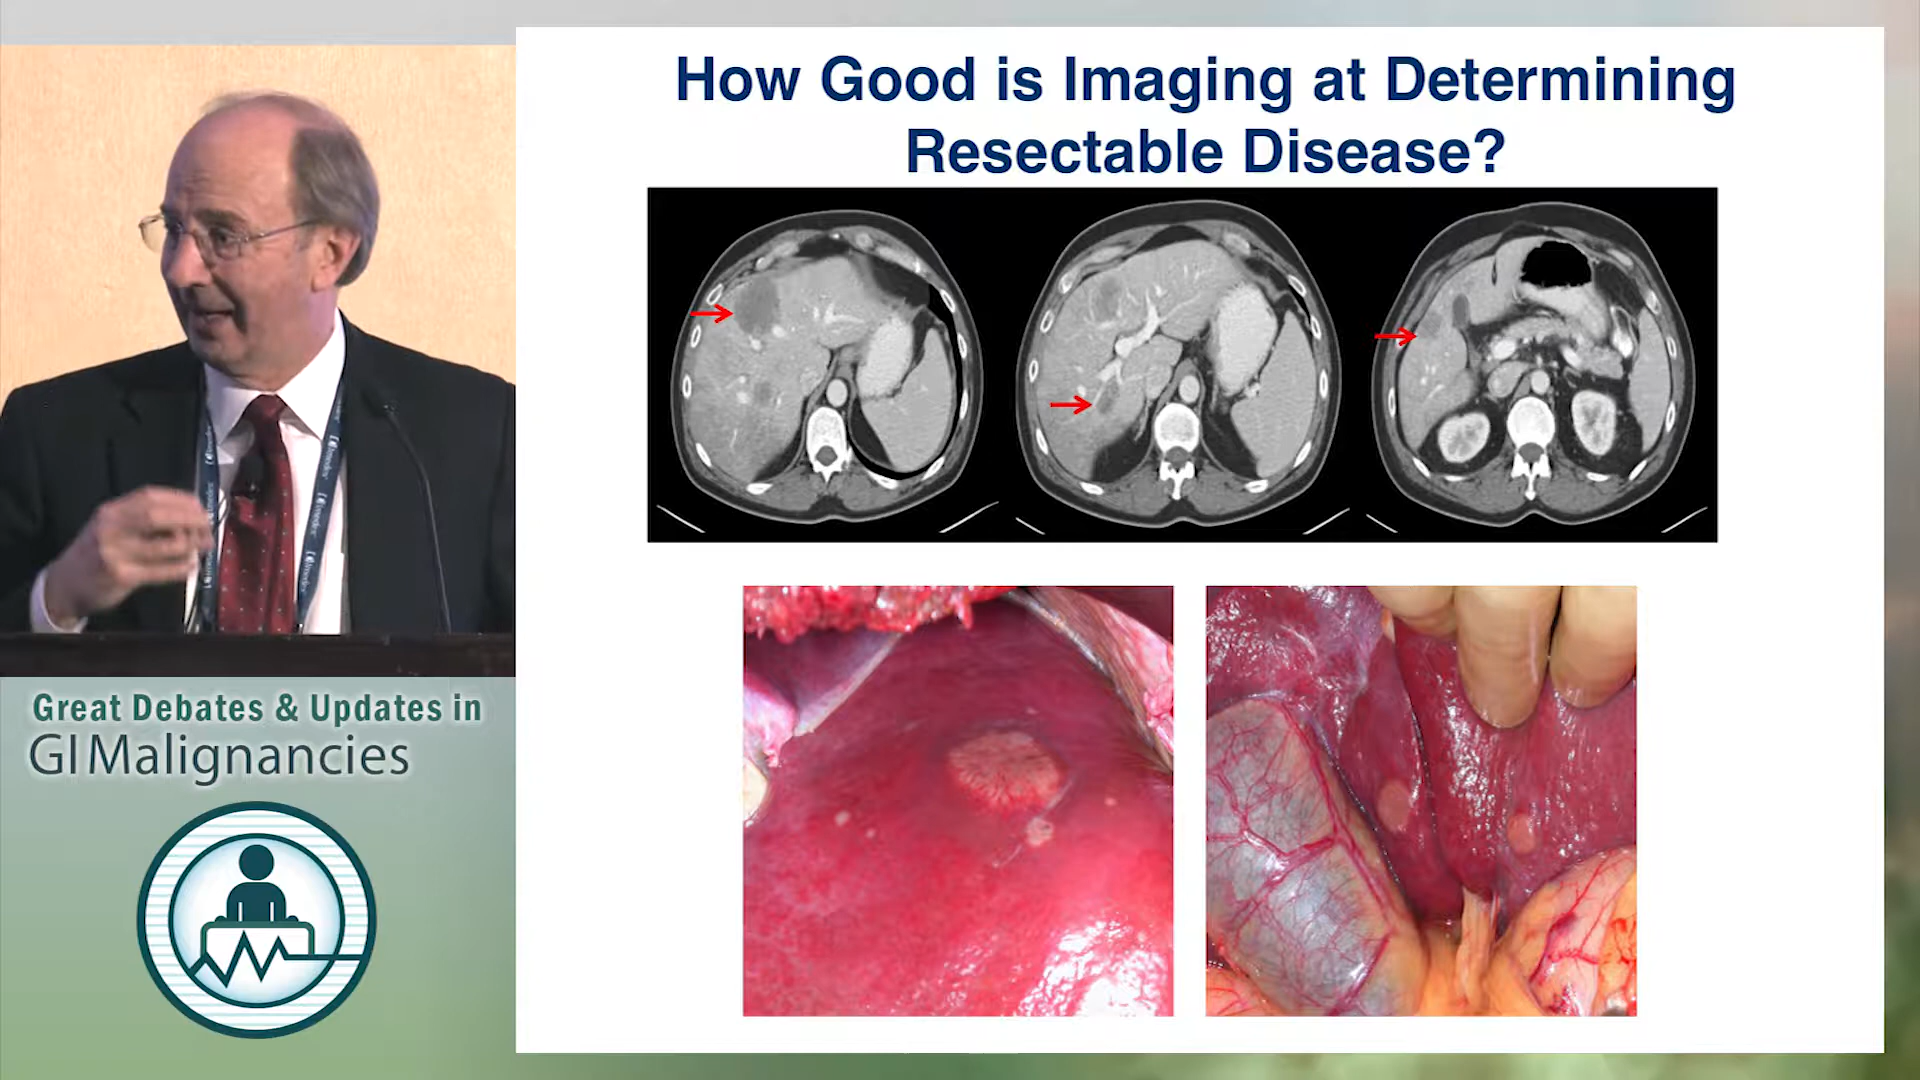 How Good is Imaging at Determining
Resectable Disease?
Great Debates & Updates in
GI Malignancies